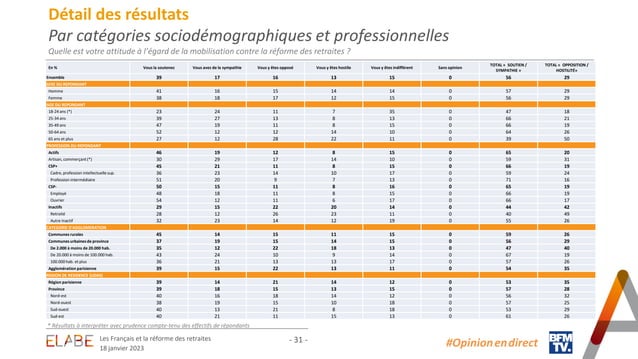 Détail des résultats
Par catégories sociodémographiques et professionnelles
Quelle est votre attitude à l'égard de la mobilisation contre la réforme des retraites ?
En % Vous la soutenez Vous avez de la sympathie Vous y êtes opposé Vous y êtes hostile Vous y êtes indifférent Sans opinion TOTAL « SOUTIEN / SYMPATHIE » TOTAL « OPPOSITION / HOSTILITÉ»
Ensemble 39 17 16 13 15 0 56 29
SEXE DU REPONDANT
Homme 41 16 15 14 14 0 57 29
Femme 38 18 17 12 15 0 56 29
AGE DU REPONDANT
18-24 ans (*) 23 24 11 7 35 0 47 18
25-34 ans 39 27 13 8 13 0 66 21
35-49 ans 47 19 11 8 15 0 66 19
50-64 ans 52 12 12 14 10 0 64 26
65 ans et plus 27 12 28 22 11 0 39 50
PROFESSION DU REPONDANT
Actifs 46 19 12 8 15 0 65 20
Artisan, commerçant (*) 30 29 17 14 10 0 59 31
CSP+ 45 21 11 8 15 0 66 19
Cadre, profession intellectuelle sup. 36 23 14 10 17 0 59 24
Profession intermédiaire 51 20 9 7 13 0 71 16
CSP- 50 15 11 8 16 0 65 19
Employé 48 18 11 8 15 0 66 19
Ouvrier 54 12 11 6 17 0 66 17
Inactifs 29 15 22 20 14 0 44 42
Retraité 28 12 26 23 11 0 40 49
Autre inactif 32 23 14 12 19 0 55 26
CATEGORIE D'AGGLOMERATION
Communes rurales 45 14 15 11 15 0 59 26
Communes urbaines de province 37 19 15 14 15 0 56 29
De 2.000 à moins de 20.000 hab. 35 12 22 18 13 0 47 40
De 20.000 à moins de 100.000 hab. 43 24 10 9 14 0 67 19
100.000 hab. et plus 36 21 13 13 17 0 57 26
Agglomération parisienne 39 15 22 13 11 0 54 35
REGION DE RESIDENCE (UDA5)
Région parisienne 39 14 21 14 12 0 53 35
Province 39 18 15 13 15 0 57 28
Nord est 40 16 18 14 12 0 56 32
Nord ouest 38 19 15 10 18 0 57 25
Sud ouest 40 13 21 8 18 0 53 29
Sud est 40 21 11 15 13 0 61 26
* Résultats à interpréter avec prudence compte-tenu des effectifs de répondants
ELABE
Les Français et la réforme des retraites
18 janvier 2023
- 31 -
#Opinion.en.direct
BFM
TV.